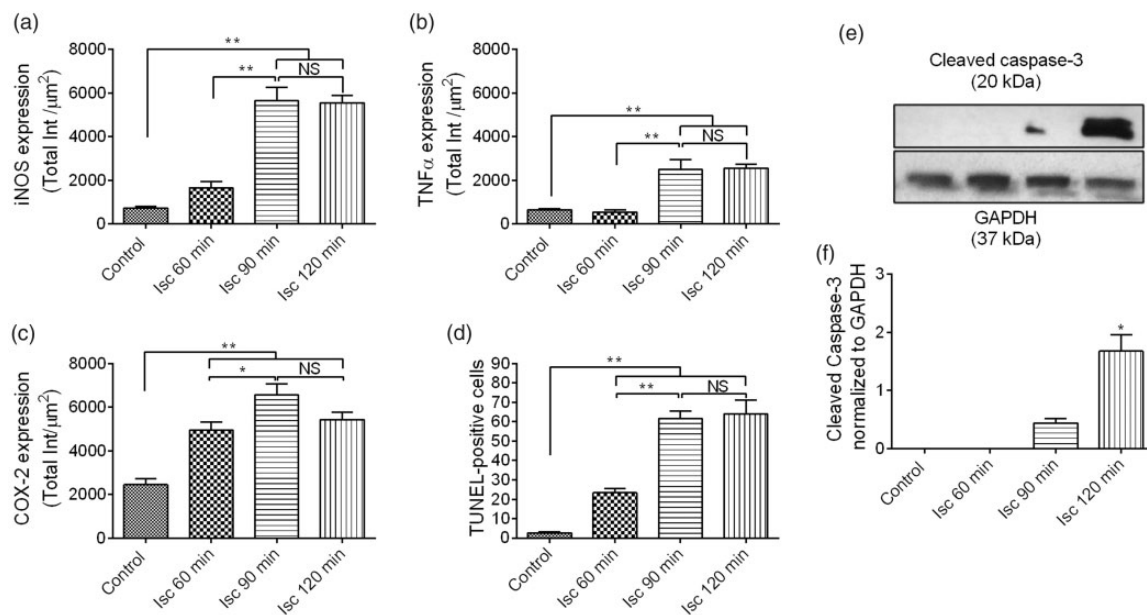 (a)
iNOS expression
(Total Int /μm²)
8000
6000
4000
2000
0
**
**
NS
Control
Isc 60 min
Isc 90 min
Isc 120 min
(b)
TNFα expression
(Total Int/μm²)
8000
6000
4000
2000
0
**
**
NS
Control
Isc 60 min
Isc 90 min
Isc 120 min
(c)
COX-2 expression
(Total Int/μm²)
8000
6000
4000
2000
0
**
*
NS
Control
Isc 60 min
Isc 90 min
Isc 120 min
(d)
TUNEL-positive cells
90
80
70
60
50
40
30
20
10
0
**
**
NS
Control
Isc 60 min
Isc 90 min
Isc 120 min
(e)
Cleaved caspase-3
(20 kDa)
GAPDH
(37 kDa)
(f)
Cleaved Caspase-3
normalized to GAPDH
3
2
1
0
*
Control
Isc 60 min
Isc 90 min
Isc 120 min